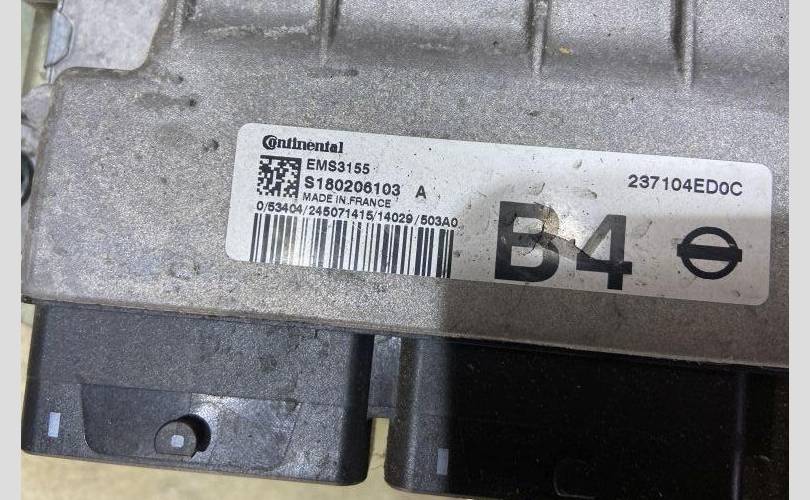 Continental
EMS3155
S180206103 A
MADE IN FRANCE
0/53404/245071415/14029/503A0
237104ED0C
B4